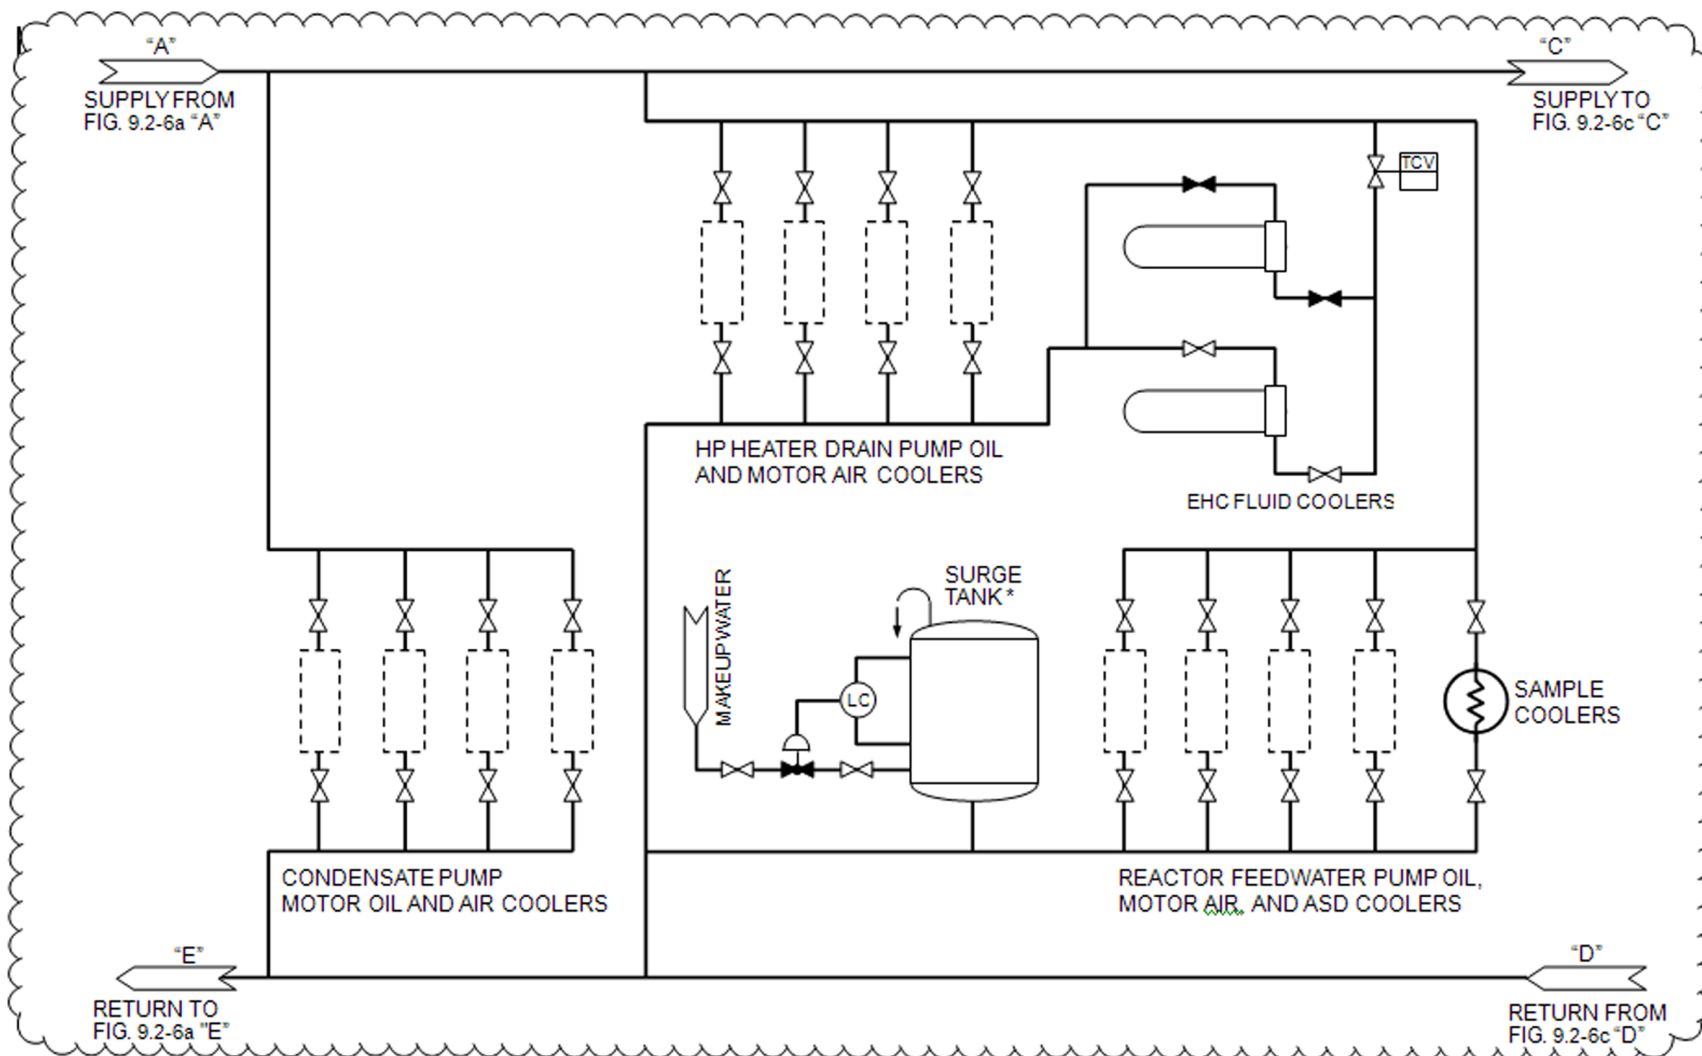 “A”
SUPPLY FROM
FIG. 9.2-6a “A”
“C”
SUPPLY TO
FIG. 9.2-6c “C”
TCV
HP HEATER DRAIN PUMP OIL
AND MOTOR AIR COOLERS
EHC FLUID COOLERS
MAKEUP WATER
SURGE
TANK *
LC
SAMPLE
COOLERS
CONDENSATE PUMP
MOTOR OIL AND AIR COOLERS
REACTOR FEEDWATER PUMP OIL,
MOTOR AIR, AND ASD COOLERS
“E”
RETURN TO
FIG. 9.2-6a "E”
“D”
RETURN FROM
FIG. 9.2-6c “D”